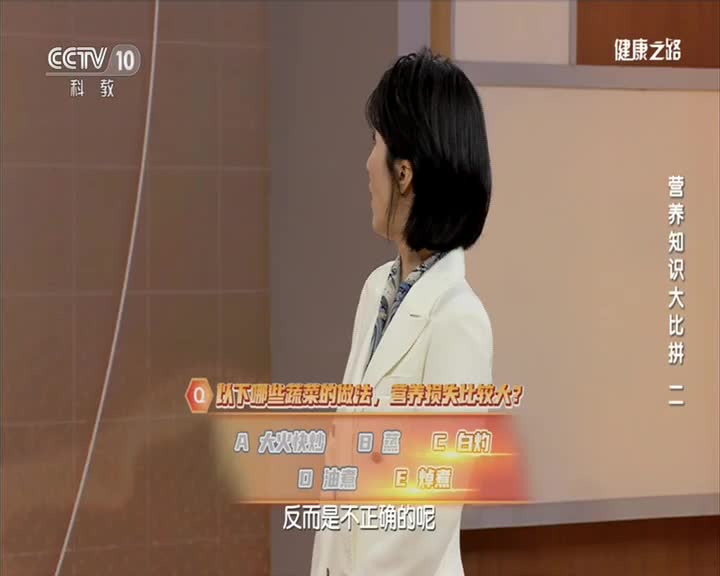 CCTV 10
科教
健康之路
营养知识大比拼 二
Q 以下哪些蔬菜的做法，营养损失比较大？
A 大火快炒 B 蒸 C 白灼
D 油煮 E 焯煮
反而是不正确的呢